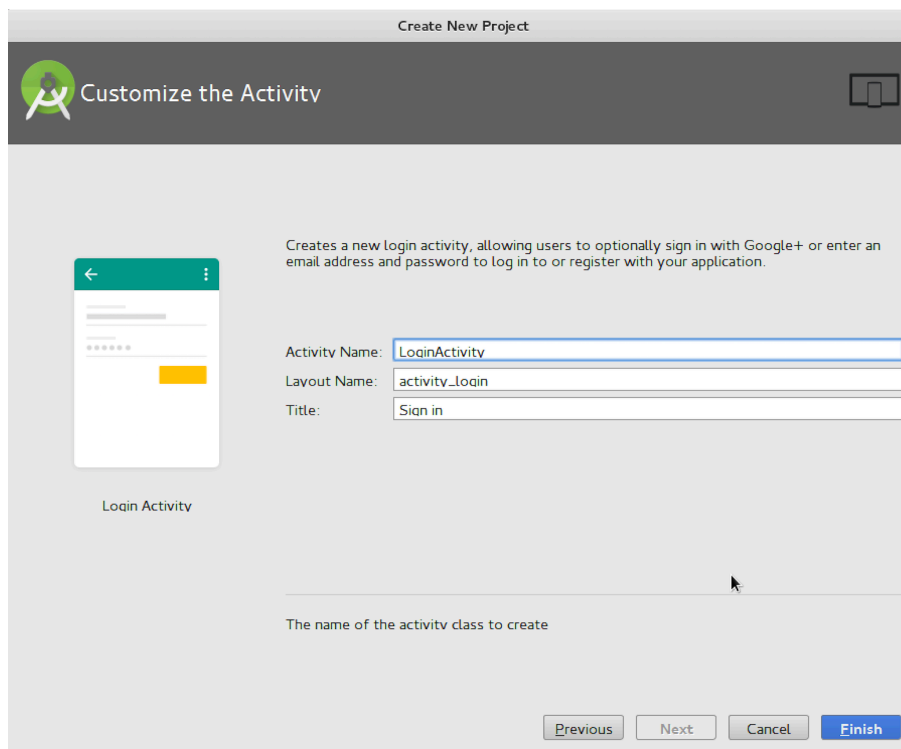 Create New Project
Customize the Activity
Creates a new login activity, allowing users to optionally sign in with Google+ or enter an
email address and password to log in to or register with your application.
Activity Name: LoginActivity
Layout Name: activity_login
Title: Sign in
Login Activity
The name of the activity class to create
Previous Next Cancel Finish